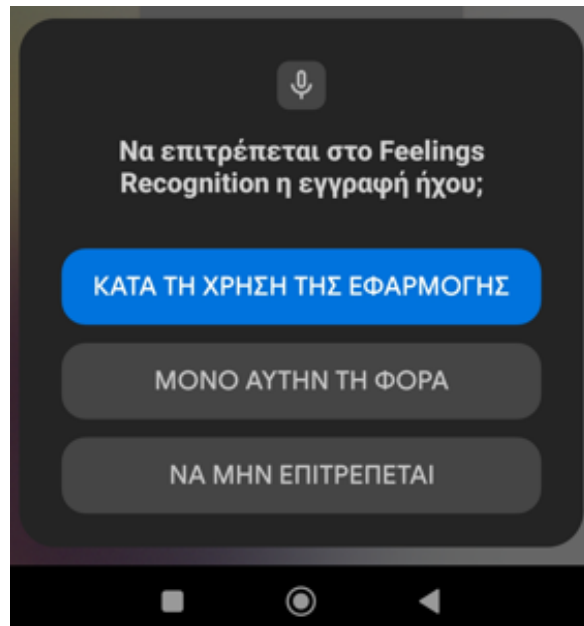 Να επιτρέπεται στο Feelings
Recognition η εγγραφή ήχου;
ΚΑΤΑ ΤΗ ΧΡΗΣΗ ΤΗΣ ΕΦΑΡΜΟΓΗΣ
ΜΟΝΟ ΑΥΤΗΝ ΤΗ ΦΟΡΑ
ΝΑ ΜΗΝ ΕΠΙΤΡΕΠΕΤΑΙ